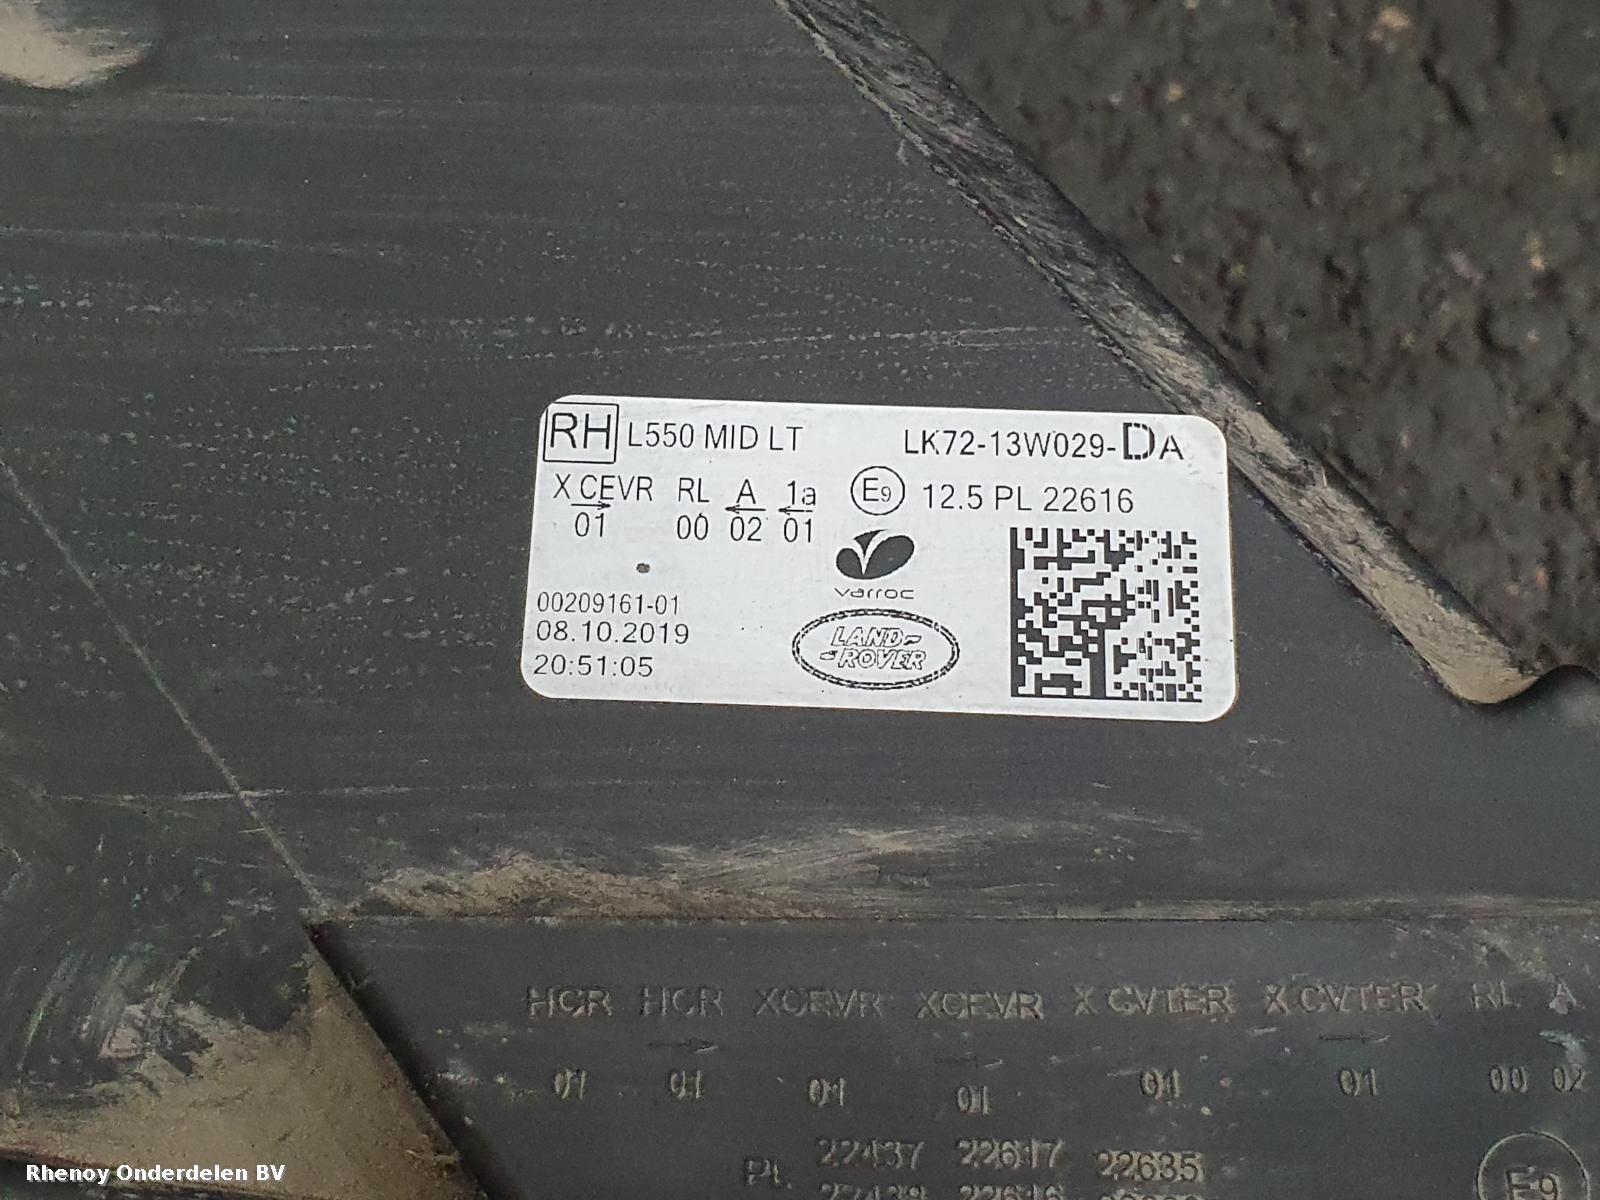 RH L550 MID LT LK72-13W029-DA
X CEVR RL A 1a E9 12.5 PL 22616
01 00 02 01
varroc
00209161-01
08.10.2019
20:51:05
LAND-
-ROVER
HCR HCR XCEVR XCEVR X CVTER X CVTER RL A
01 01 01 01 01 01 00 02
PL 22437 22617 22635
E9
Rhenoy Onderdelen BV